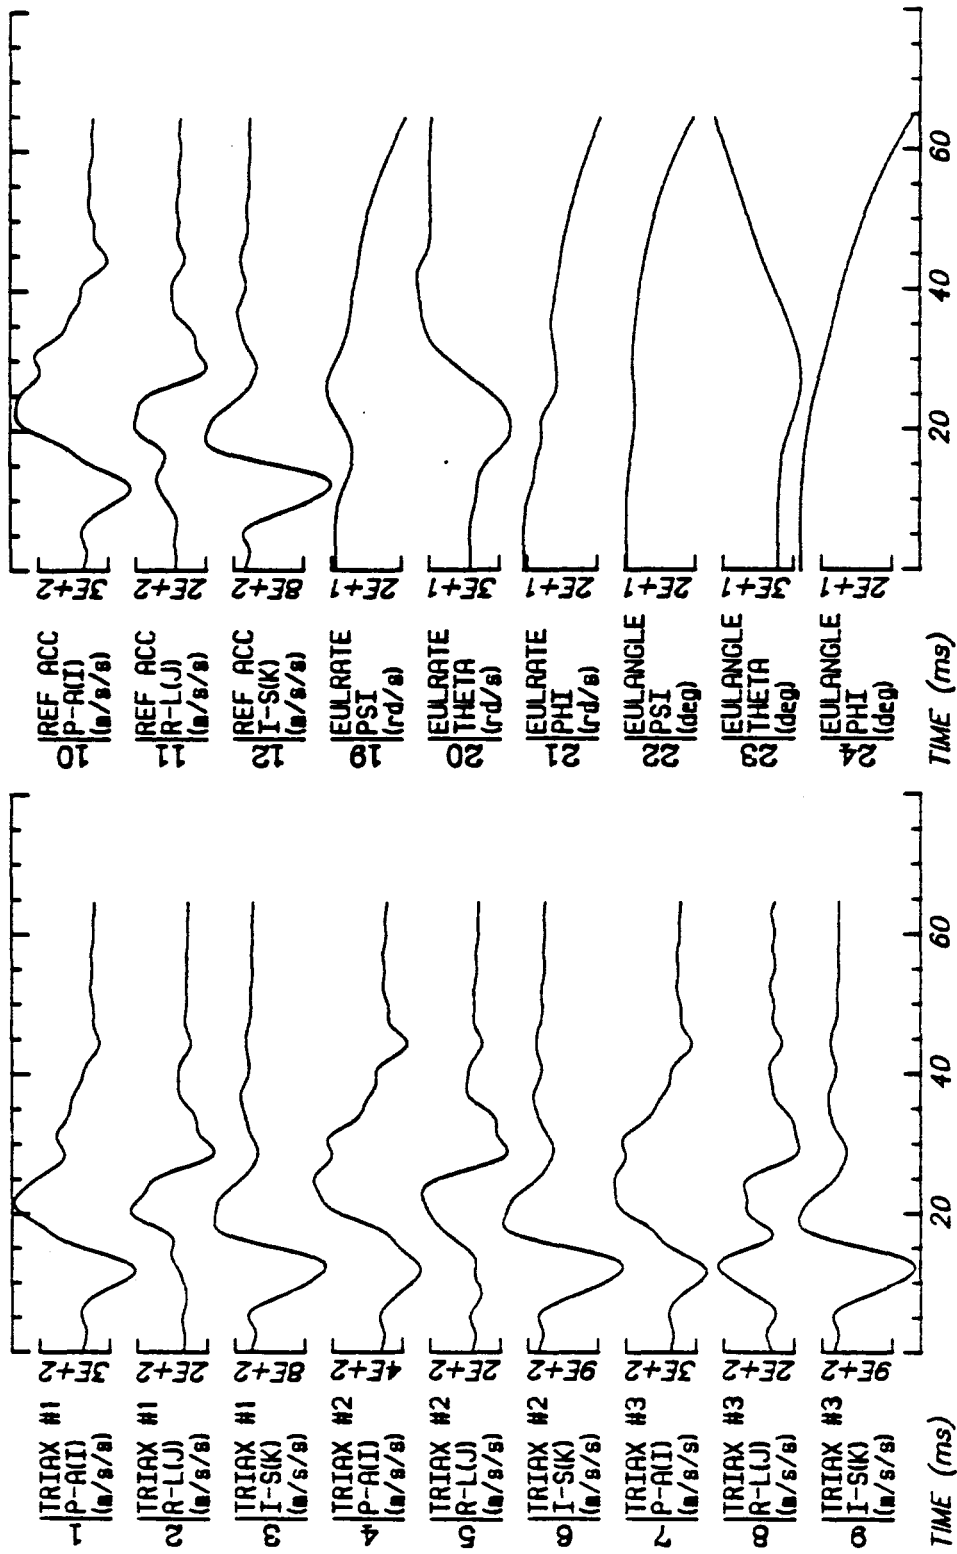 1
TRIAX #1
P-A(I)
(m/s/s)
3E+2
2
TRIAX #1
R-L(J)
(m/s/s)
2E+2
3
TRIAX #1
I-S(K)
(m/s/s)
8E+2
4
TRIAX #2
P-A(I)
(m/s/s)
4E+2
5
TRIAX #2
R-L(J)
(m/s/s)
2E+2
6
TRIAX #2
I-S(K)
(m/s/s)
9E+2
7
TRIAX #3
P-A(I)
(m/s/s)
3E+2
8
TRIAX #3
R-L(J)
(m/s/s)
2E+2
9
TRIAX #3
I-S(K)
(m/s/s)
9E+2
TIME (ms)
20
40
60
10
REF ACC
P-A(I)
(m/s/s)
3E+2
11
REF ACC
R-L(J)
(m/s/s)
2E+2
12
REF ACC
I-S(K)
(m/s/s)
8E+2
19
EULRATE
PSI
(rd/s)
2E+1
20
EULRATE
THETA
(rd/s)
3E+1
21
EULRATE
PHI
(rd/s)
2E+1
22
EULANGLE
PSI
(deg)
2E+1
23
EULANGLE
THETA
(deg)
3E+1
24
EULANGLE
PHI
(deg)
2E+1
TIME (ms)
20
40
60